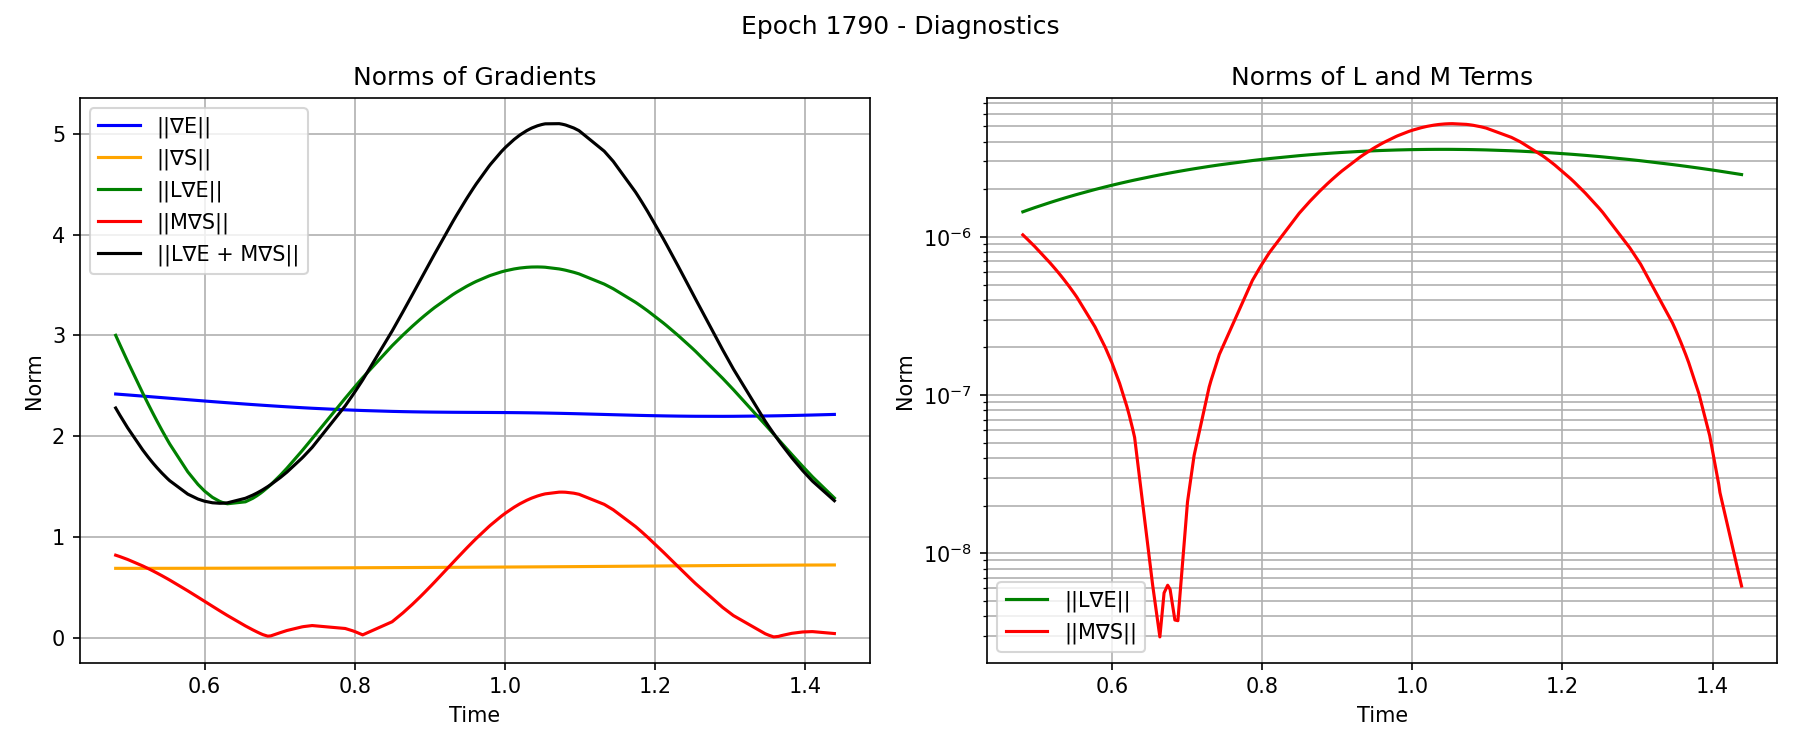 Epoch 1790 - Diagnostics
Norms of Gradients
Norm
5
4
3
2
1
0
||∇E||
||∇S||
||L∇E||
||M∇S||
||L∇E + M∇S||
0.6 0.8 1.0 1.2 1.4
Time
Norms of L and M Terms
Norm
10⁻⁶
10⁻⁷
10⁻⁸
||L∇E||
||M∇S||
0.6 0.8 1.0 1.2 1.4
Time